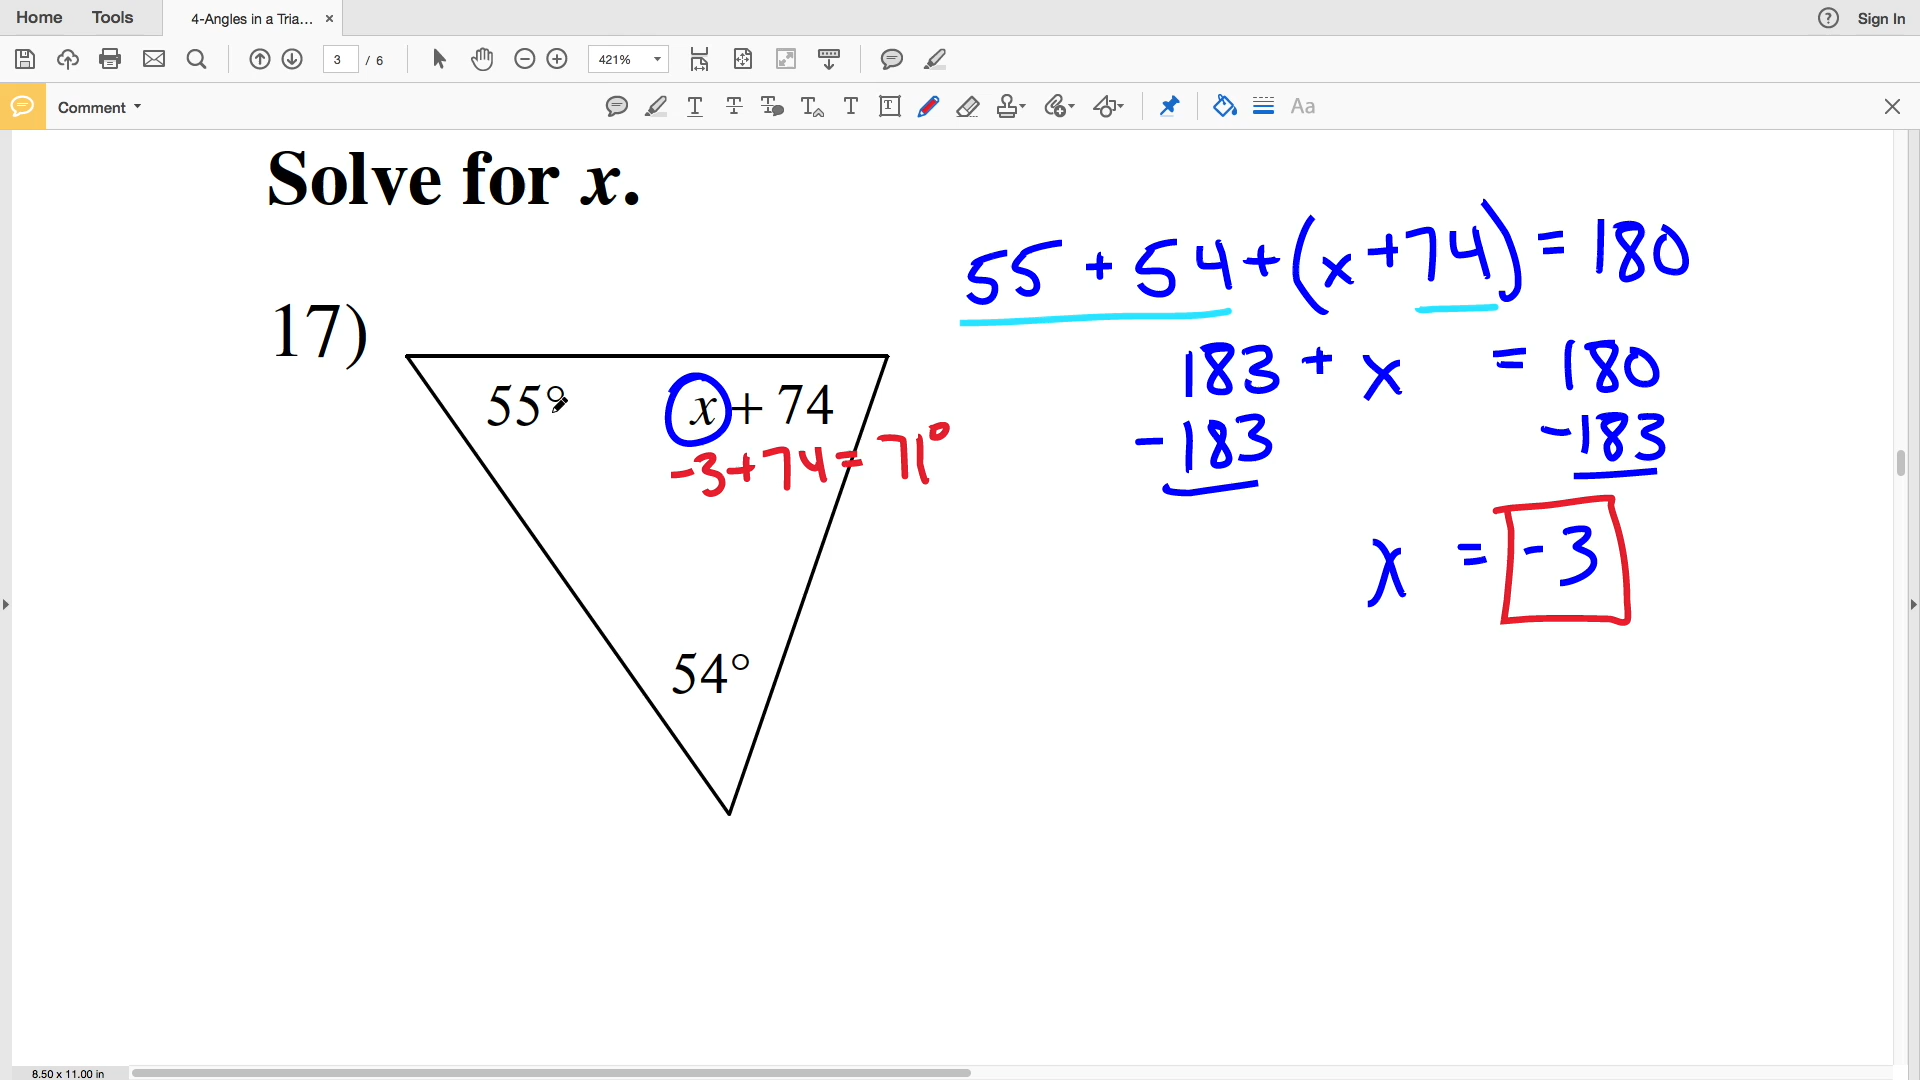 Home Tools 4-Angles in a Tria... × ? Sign In
3 / 6 421%
Comment Aa
Solve for x.
55 + 54 + (x + 74) = 180
17)
183 + x = 180
55° x + 74
-183 -183
-3 + 74 = 71°
x = -3
54°
8.50 x 11.00 in